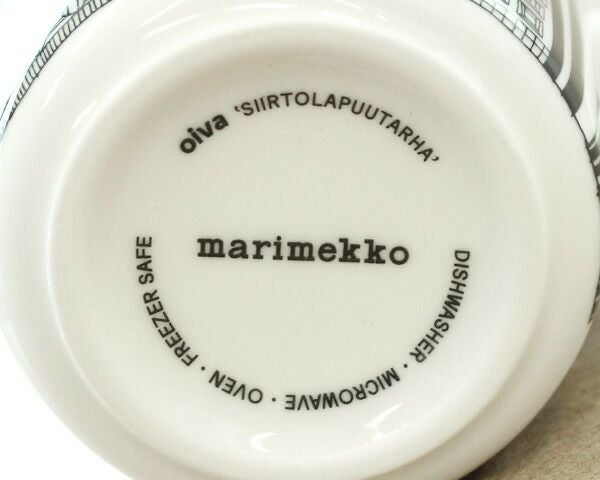 oiva 'SIIRTOLAPUUTARHA'
marimekko
DISHWASHER · MICROWAVE · OVEN · FREEZER SAFE